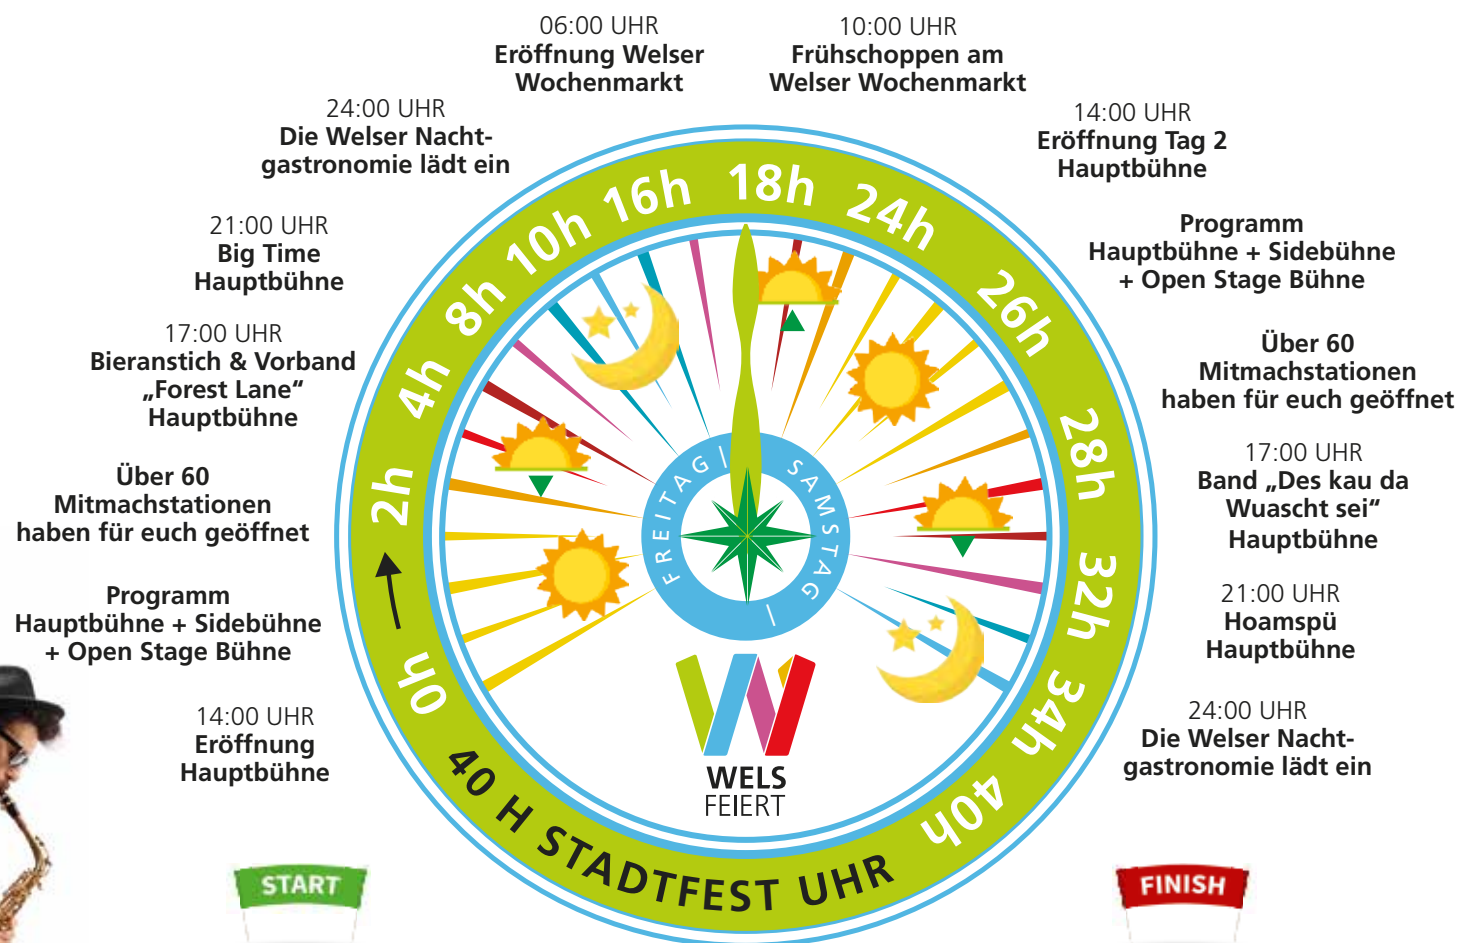 06:00 UHR
Eröffnung Welser
Wochenmarkt
10:00 UHR
Frühschoppen am
Welser Wochenmarkt
24:00 UHR
Die Welser Nacht-
gastronomie lädt ein
14:00 UHR
Eröffnung Tag 2
Hauptbühne
21:00 UHR
Big Time
Hauptbühne
Programm
Hauptbühne + Sidebühne
+ Open Stage Bühne
17:00 UHR
Bieranstich & Vorband
„Forest Lane“
Hauptbühne
Über 60
Mitmachstationen
haben für euch geöffnet
Über 60
Mitmachstationen
haben für euch geöffnet
17:00 UHR
Band „Des kau da
Wuascht sei“
Hauptbühne
Programm
Hauptbühne + Sidebühne
+ Open Stage Bühne
21:00 UHR
Hoamspü
Hauptbühne
14:00 UHR
Eröffnung
Hauptbühne
24:00 UHR
Die Welser Nacht-
gastronomie lädt ein
0h
2h
4h
8h
10h
16h
18h
24h
26h
28h
32h
34h
40h
40 H STADTFEST UHR
FREITAG |
SAMSTAG |
WELS
FEIERT
START
FINISH